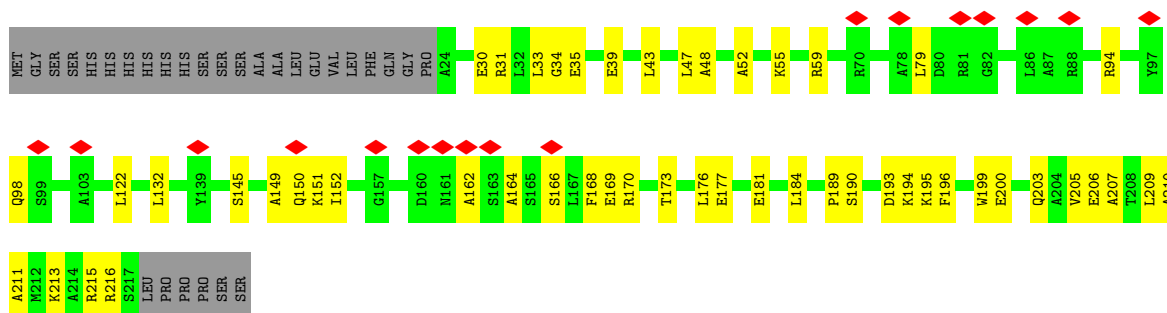 MET GLY SER SER HIS HIS HIS HIS HIS HIS SER SER SER ALA ALA LEU GLU VAL LEU PHE GLN GLY PRO A24 E30 R31 L32 L33 G34 E35 E39 L43 L47 A48 A52 K55 R59 R70 A78 L79 D80 R81 G82 L86 A87 R88 R94 Y97
Q98 S99 A103 L122 L132 Y139 S145 A149 Q150 K151 I152 G157 D160 N161 A162 S163 A164 S165 S166 L167 F168 E169 R170 T173 L176 E177 E181 L184 P189 S190 D193 K194 K195 F196 W199 E200 Q203 A204 V205 E206 A207 T208 L209 A210
A211 M212 K213 A214 R215 R216 S217 LEU PRO PRO PRO SER SER